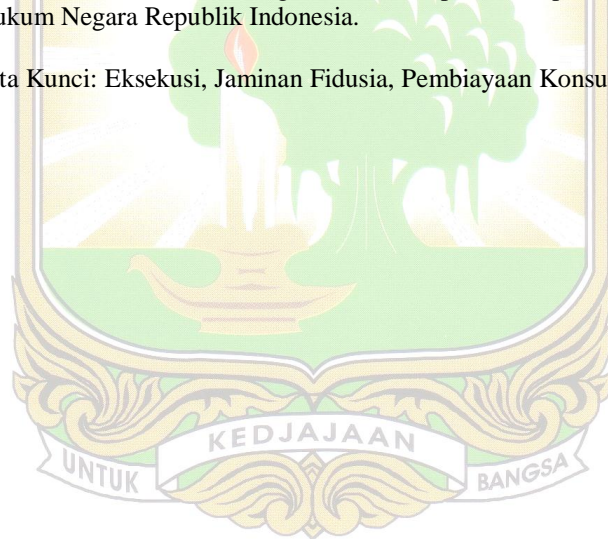 ukum Negara Republik Indonesia.
ta Kunci: Eksekusi, Jaminan Fidusia, Pembiayaan Konsu
UNTUK KEDJAJAAN BANGSA